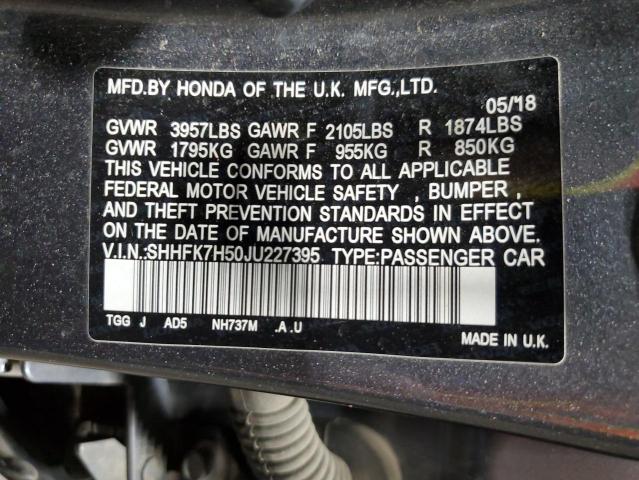 MFD.BY HONDA OF THE U.K. MFG.,LTD.
05/'18
GVWR 3957LBS GAWR F 2105LBS R 1874LBS
GVWR 1795KG GAWR F 955KG R 850KG
THIS VEHICLE CONFORMS TO ALL APPLICABLE
FEDERAL MOTOR VEHICLE SAFETY , BUMPER ,
AND THEFT PREVENTION STANDARDS IN EFFECT
ON THE DATE OF MANUFACTURE SHOWN ABOVE.
V.I.N.:SHHFK7H50JU227395 TYPE:PASSENGER CAR
TGG J AD5 NH737M .A .U
MADE IN U.K.